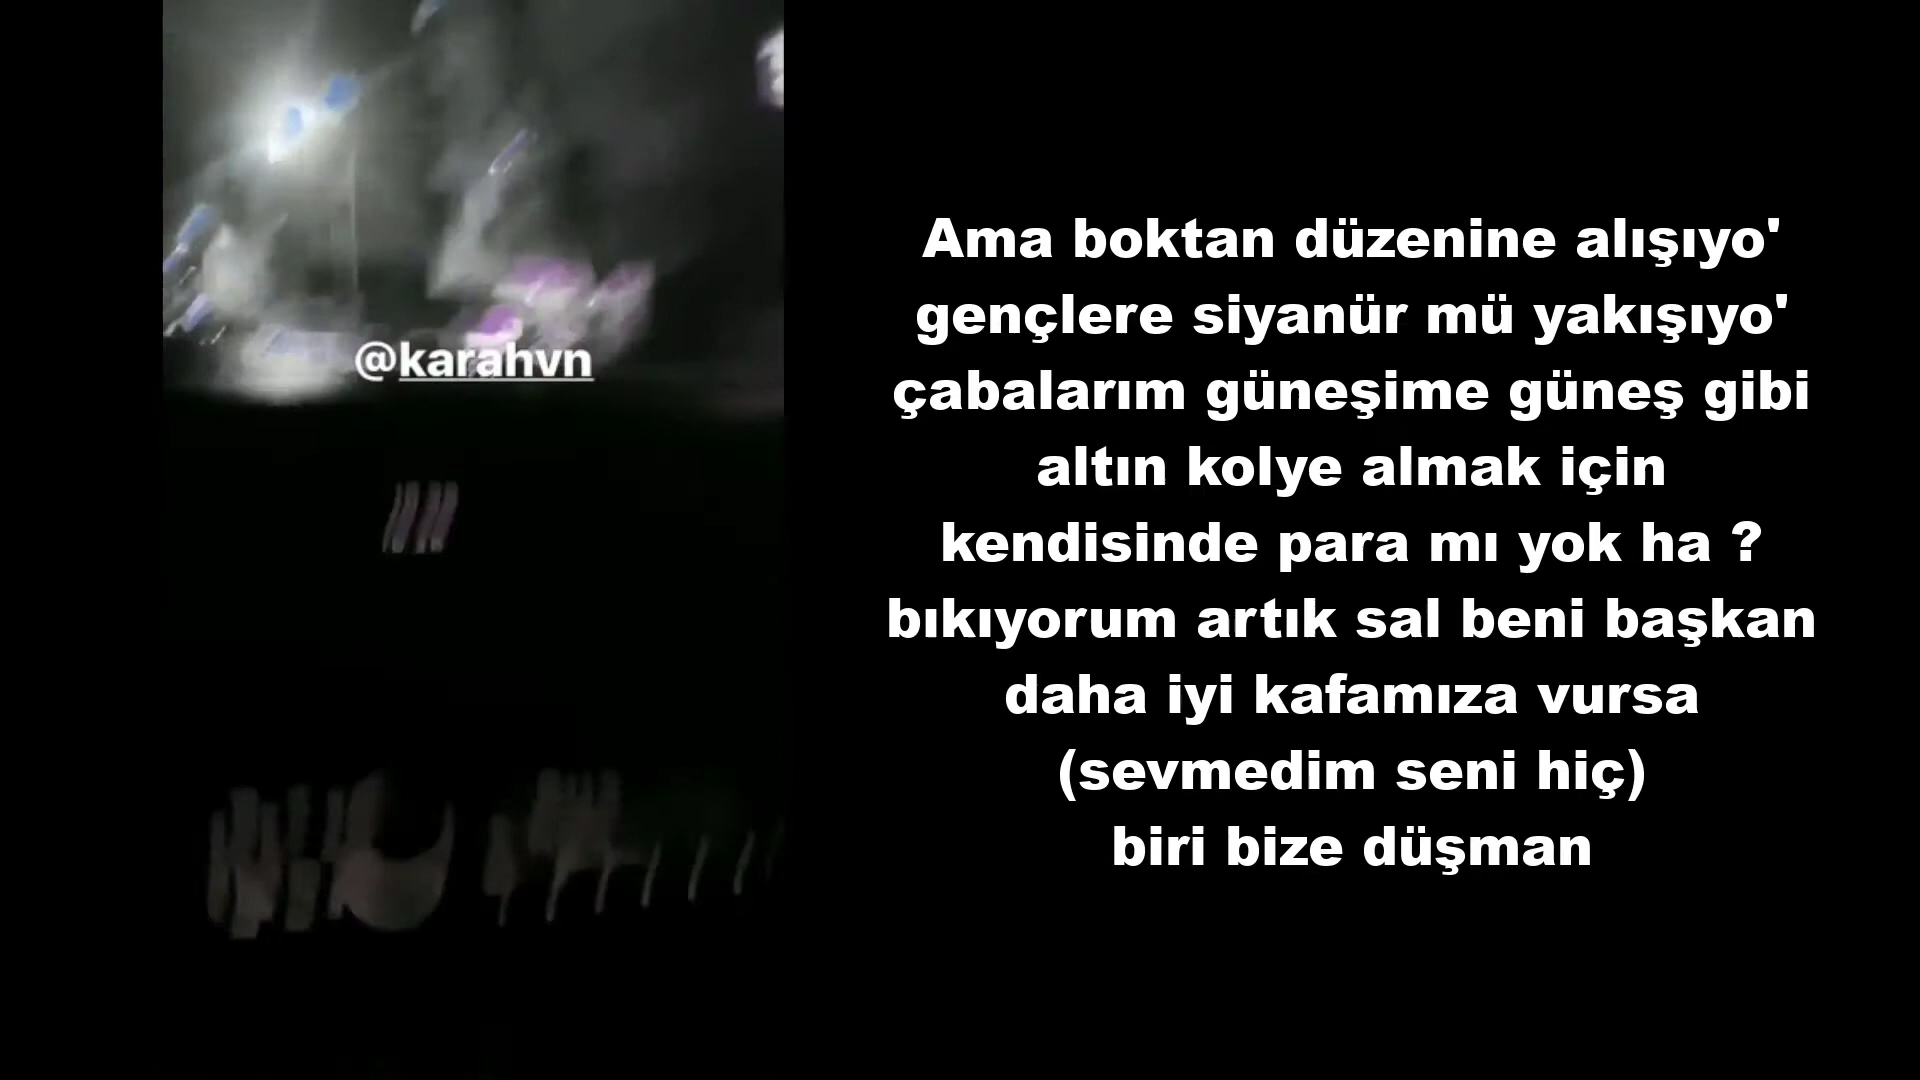 @karahvn
Ama boktan düzenine alışıyo'
gençlere siyanür mü yakışıyo'
çabalarım güneşime güneş gibi
altın kolye almak için
kendisinde para mı yok ha ?
bıkıyorum artık sal beni başkan
daha iyi kafamıza vursa
(sevmedim seni hiç)
biri bize düşman